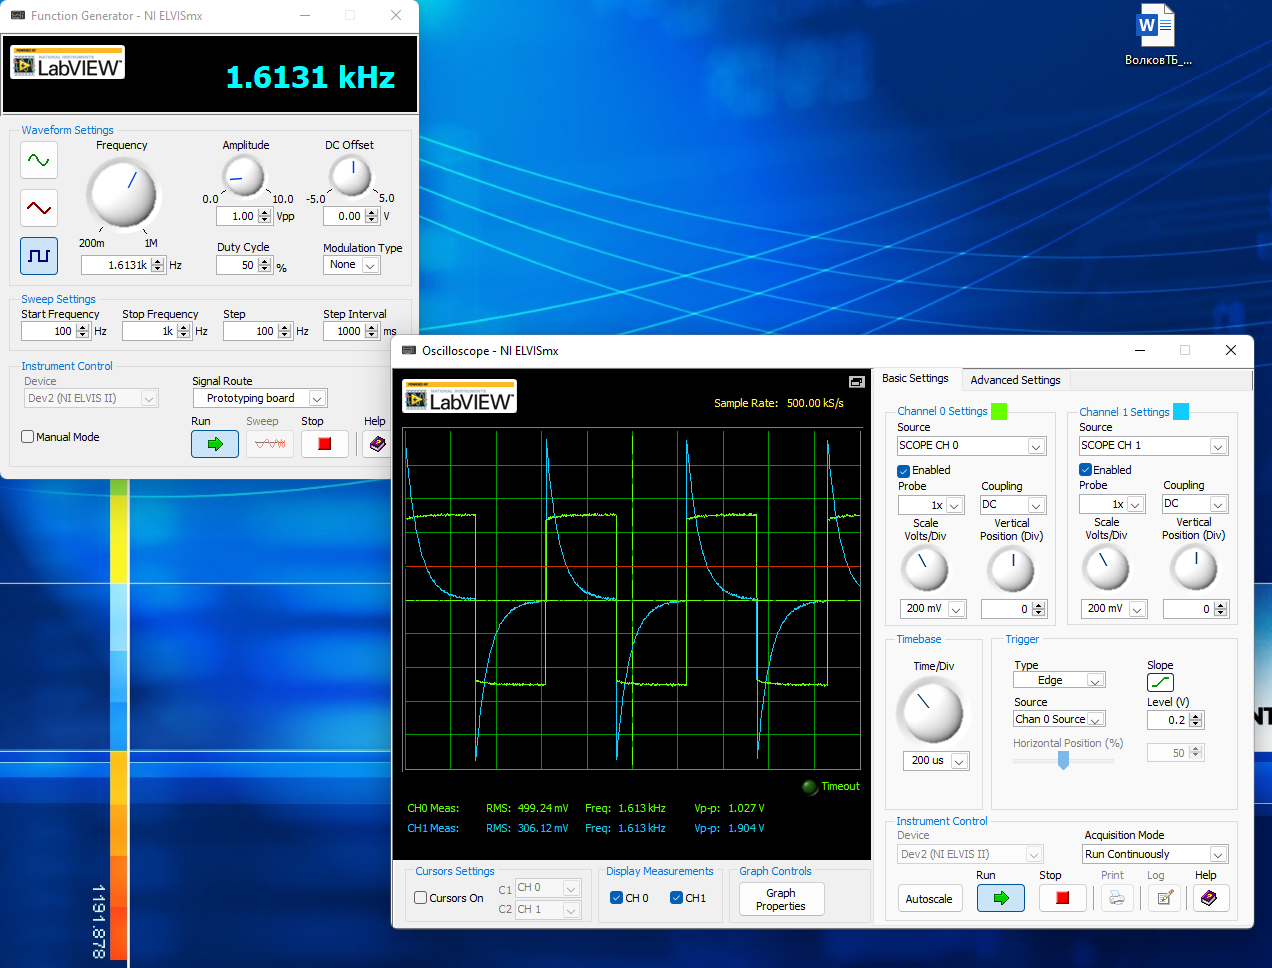 Function Generator - NI ELVISmx
POWERED BY
NATIONAL INSTRUMENTS
LabVIEW™
1.6131 kHz
Waveform Settings
Frequency
Amplitude
DC Offset
0.0
10.0
-5.0
5.0
1.00 Vpp
0.00 V
200m
1M
1.6131k Hz
Duty Cycle
50 %
Modulation Type
None
Sweep Settings
Start Frequency
Stop Frequency
Step
Step Interval
100 Hz
1k Hz
100 Hz
1000 ms
Instrument Control
Device
Dev2 (NI ELVIS II)
Signal Route
Prototyping board
Manual Mode
Run
Sweep
Stop
Help
ВолковТБ_...
1191.878
NT
Oscilloscope - NI ELVISmx
POWERED BY
NATIONAL INSTRUMENTS
LabVIEW™
Sample Rate: 500.00 kS/s
Timeout
CH0 Meas: RMS: 499.24 mV Freq: 1.613 kHz Vp-p: 1.027 V
CH1 Meas: RMS: 306.12 mV Freq: 1.613 kHz Vp-p: 1.904 V
Cursors Settings
Cursors On
C1 CH 0
C2 CH 1
Display Measurements
CH 0
CH1
Graph Controls
Graph
Properties
Basic Settings
Advanced Settings
Channel 0 Settings
Source
SCOPE CH 0
Enabled
Probe
Coupling
1x
DC
Scale
Volts/Div
Vertical
Position (Div)
200 mV
0
Channel 1 Settings
Source
SCOPE CH 1
Enabled
Probe
Coupling
1x
DC
Scale
Volts/Div
Vertical
Position (Div)
200 mV
0
Timebase
Time/Div
200 us
Trigger
Type
Edge
Slope
Source
Chan 0 Source
Level (V)
0.2
Horizontal Position (%)
50
Instrument Control
Device
Dev2 (NI ELVIS II)
Acquisition Mode
Run Continuously
Autoscale
Run
Stop
Print
Log
Help